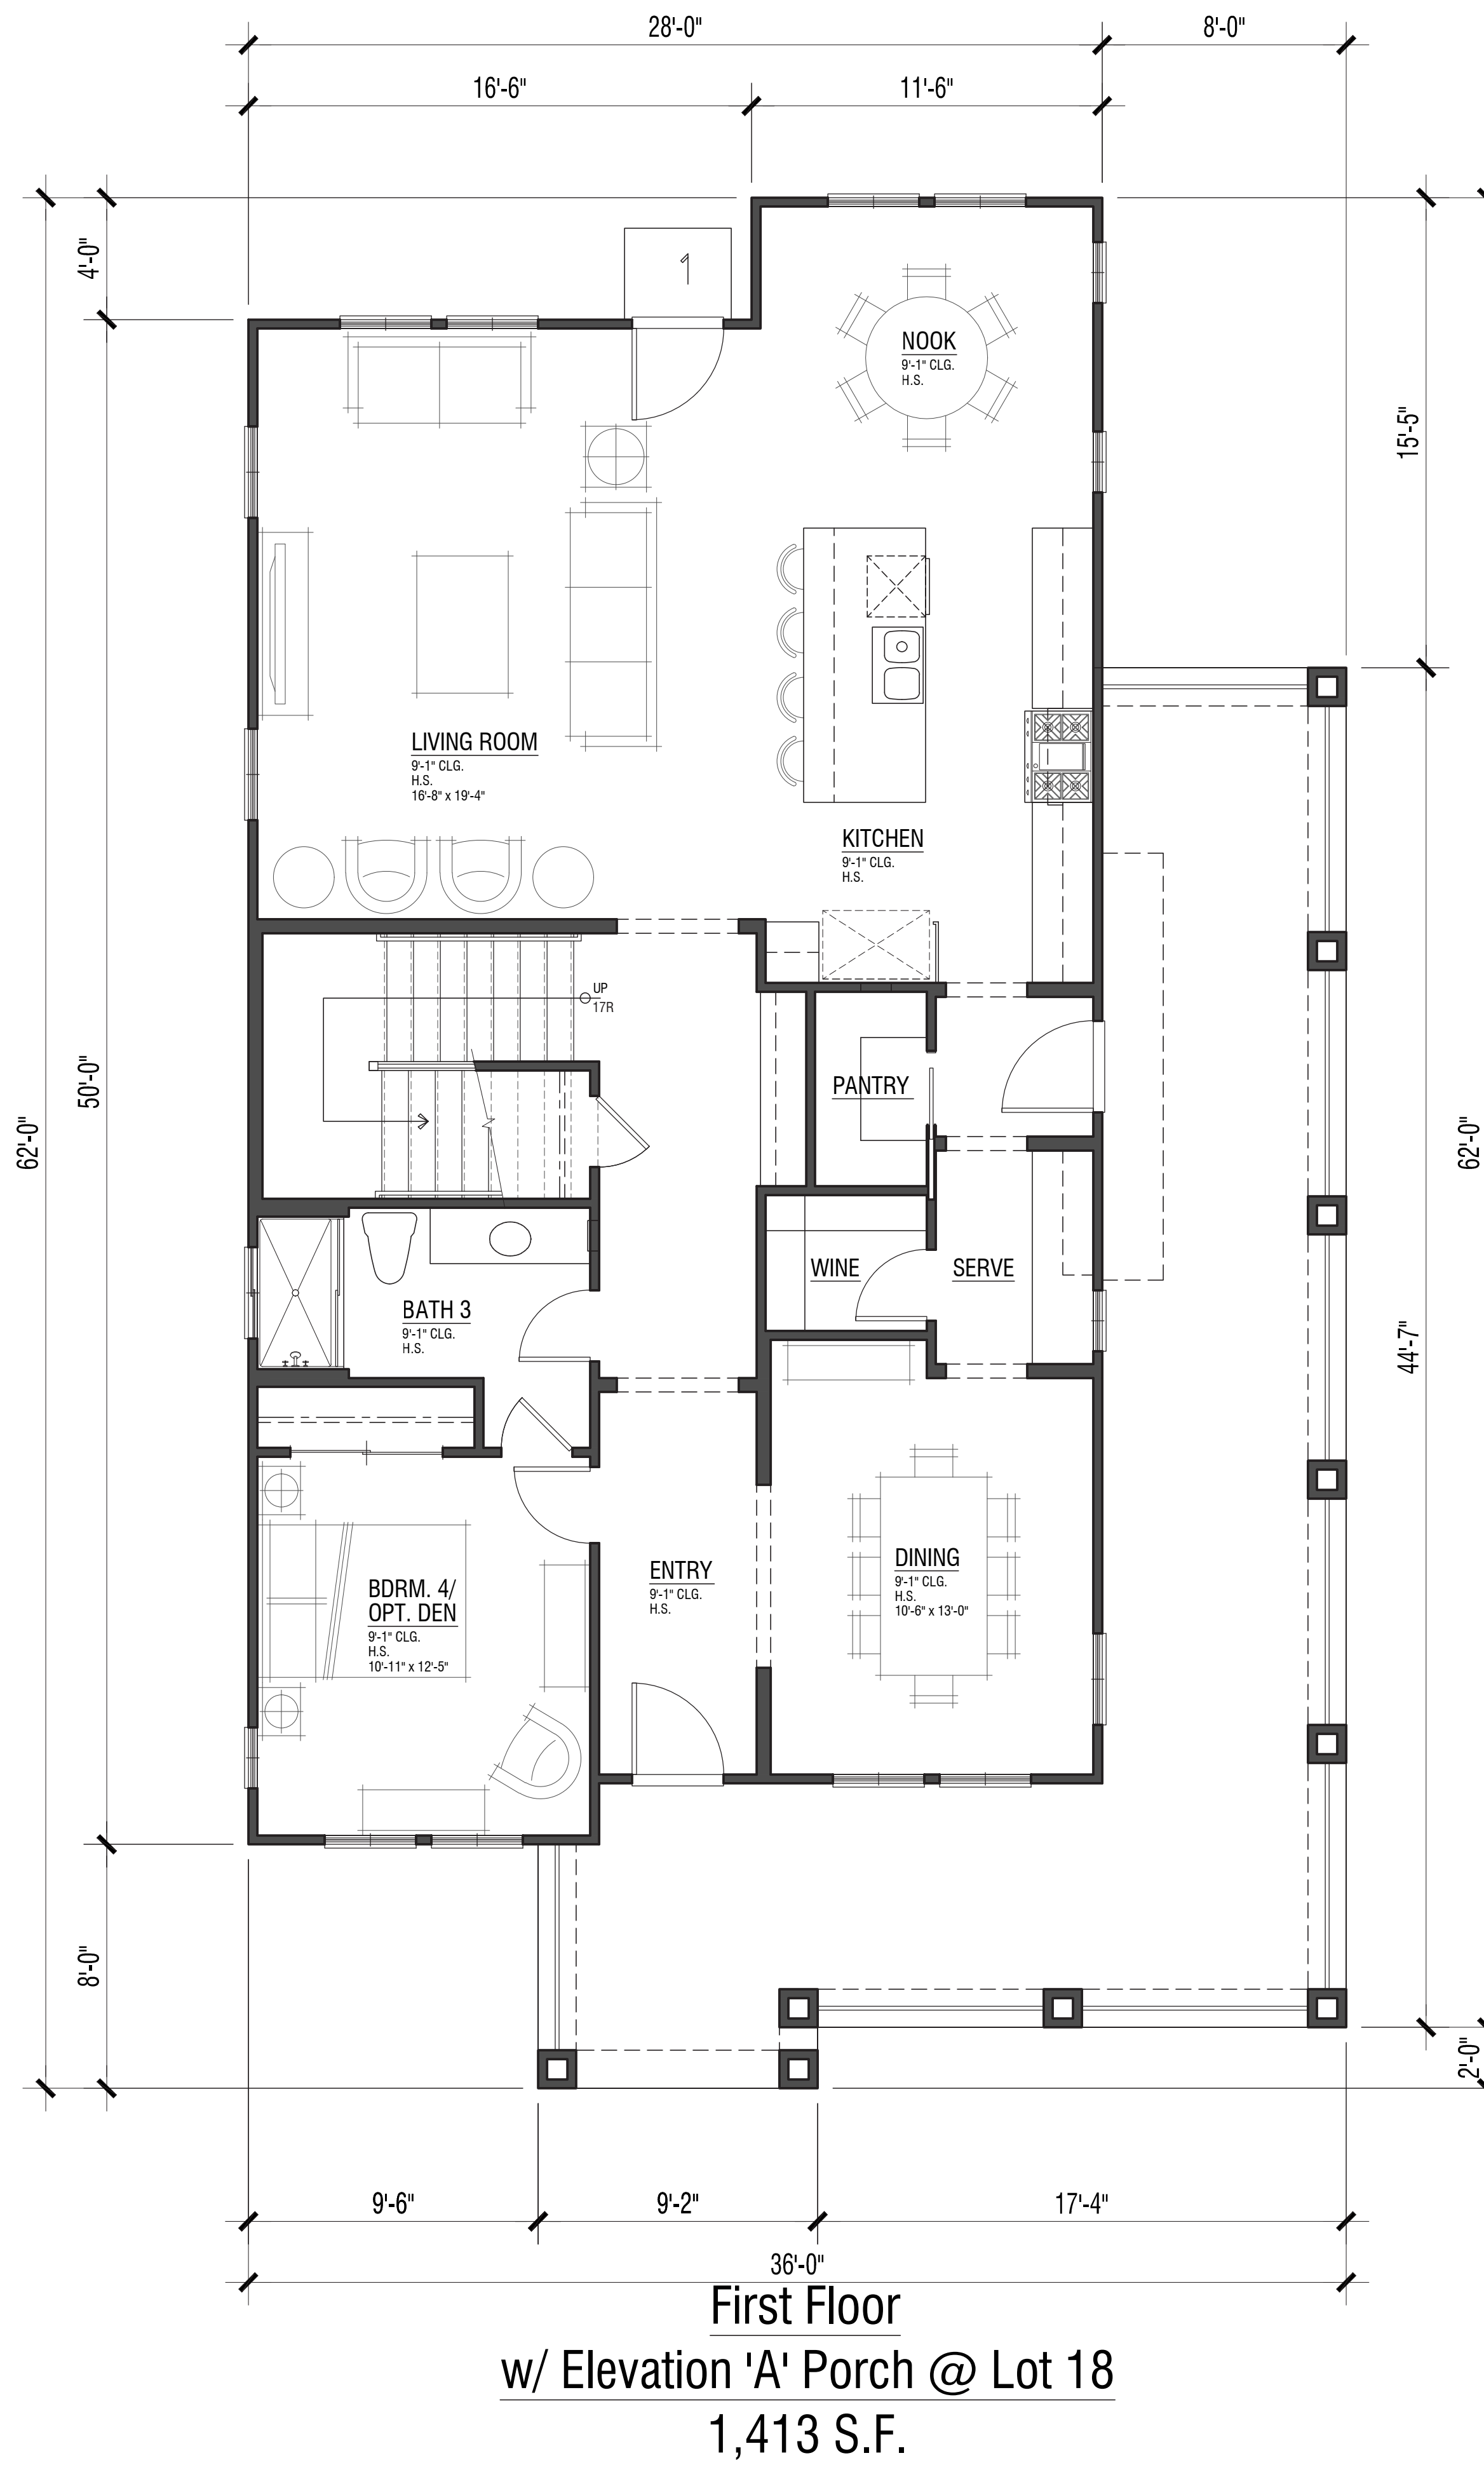 28'-0"
8'-0"
16'-6"
11'-6"
4'-0"
1
NOOK
9'-1" CLG.
H.S.
15'-5"
LIVING ROOM
9'-1" CLG.
H.S.
16'-8" x 19'-4"
KITCHEN
9'-1" CLG.
H.S.
UP
17R
PANTRY
50'-0"
62'-0"
62'-0"
WINE
SERVE
BATH 3
9'-1" CLG.
H.S.
44'-7"
DINING
9'-1" CLG.
H.S.
10'-6" x 13'-0"
ENTRY
9'-1" CLG.
H.S.
BDRM. 4/
OPT. DEN
9'-1" CLG.
H.S.
10'-11" x 12'-5"
8'-0"
2'-0"
9'-6"
9'-2"
17'-4"
36'-0"
First Floor
w/ Elevation 'A' Porch @ Lot 18
1,413 S.F.